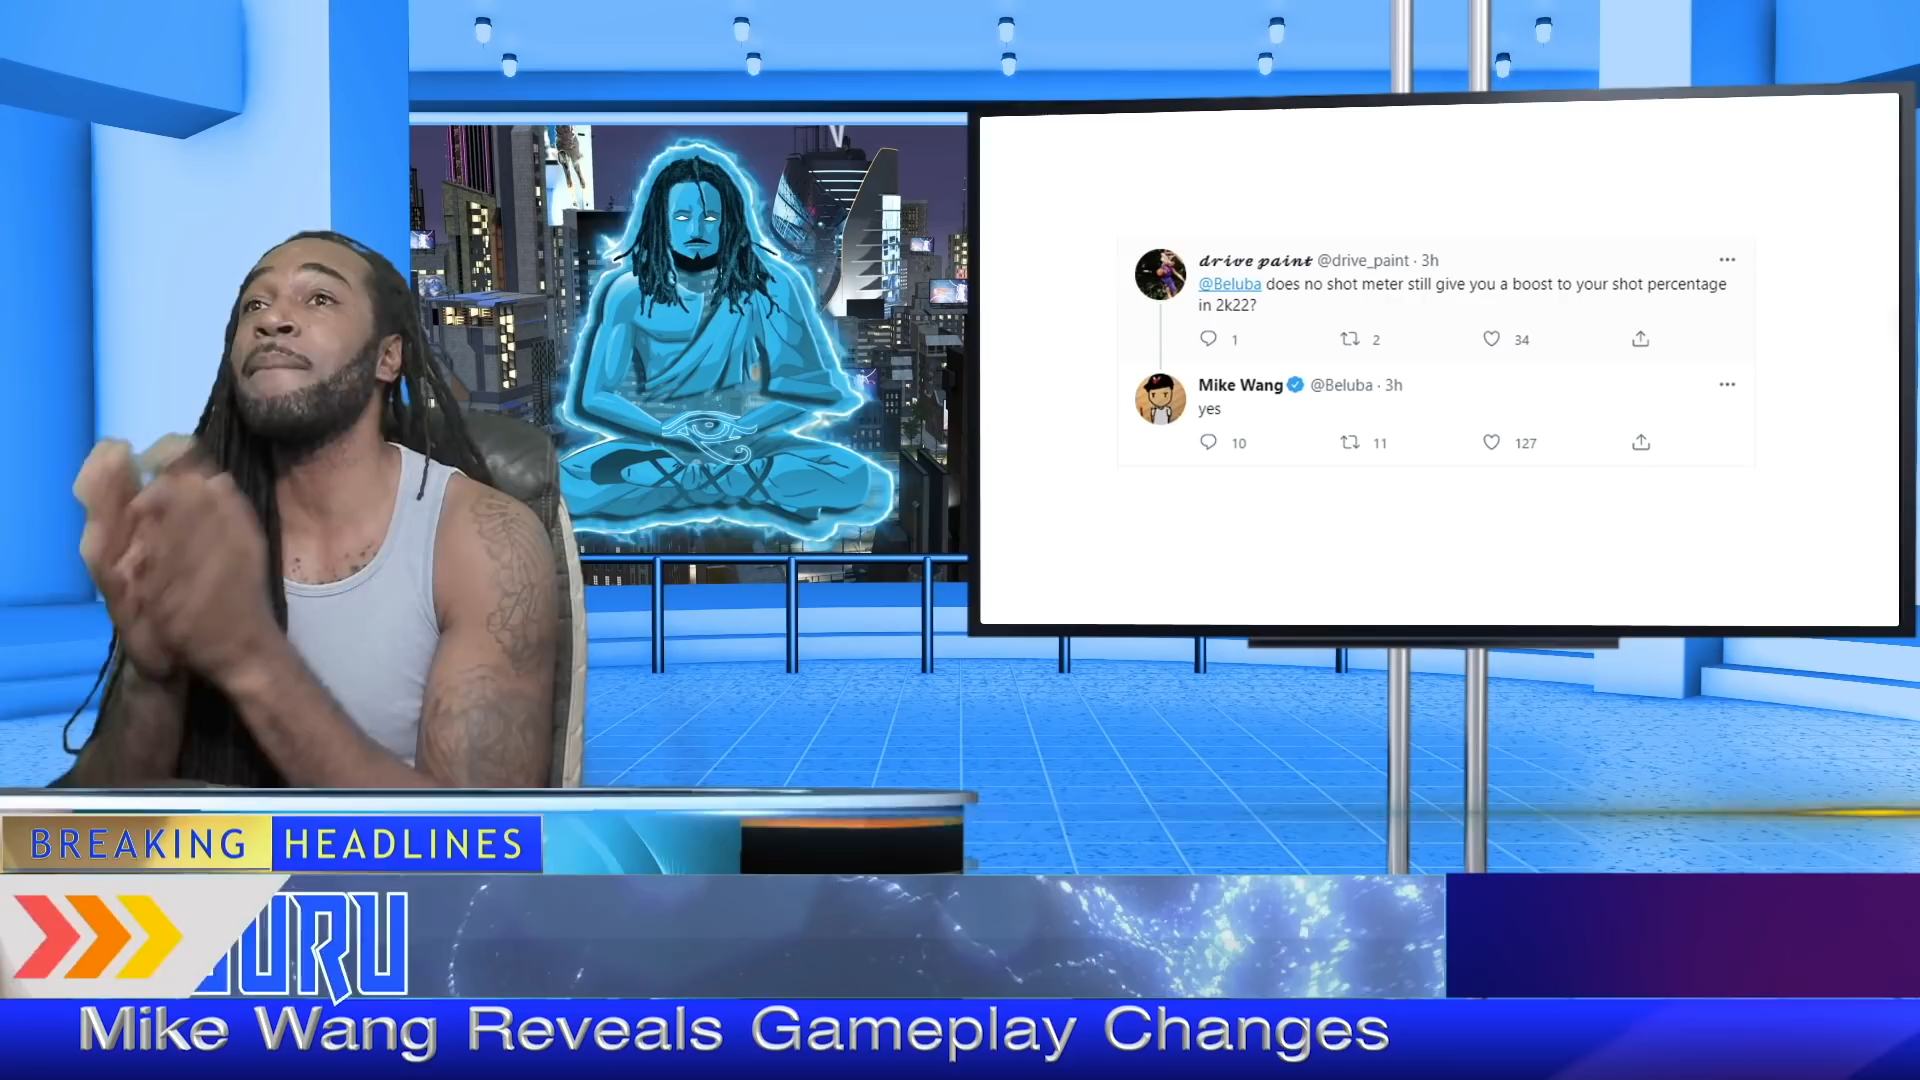 drive paint @drive_paint · 3h
@Beluba does no shot meter still give you a boost to your shot percentage
in 2k22?
1 2 34
Mike Wang @Beluba · 3h
yes
10 11 127
BREAKING HEADLINES
GURU
Mike Wang Reveals Gameplay Changes